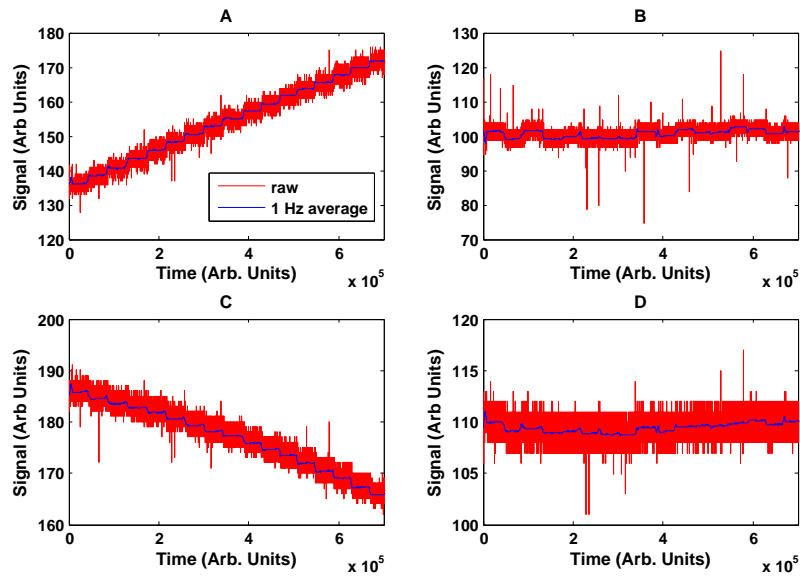 A
180
170
160
150
140
130
120
Signal (Arb Units)
0
2
4
6
x 10^5
Time (Arb. Units)
raw
1 Hz average
B
130
120
110
100
90
80
70
Signal (Arb Units)
0
2
4
6
x 10^5
Time (Arb. Units)
C
200
190
180
170
160
Signal (Arb Units)
0
2
4
6
x 10^5
Time (Arb. Units)
D
120
115
110
105
100
Signal (Arb Units)
0
2
4
6
x 10^5
Time (Arb. Units)